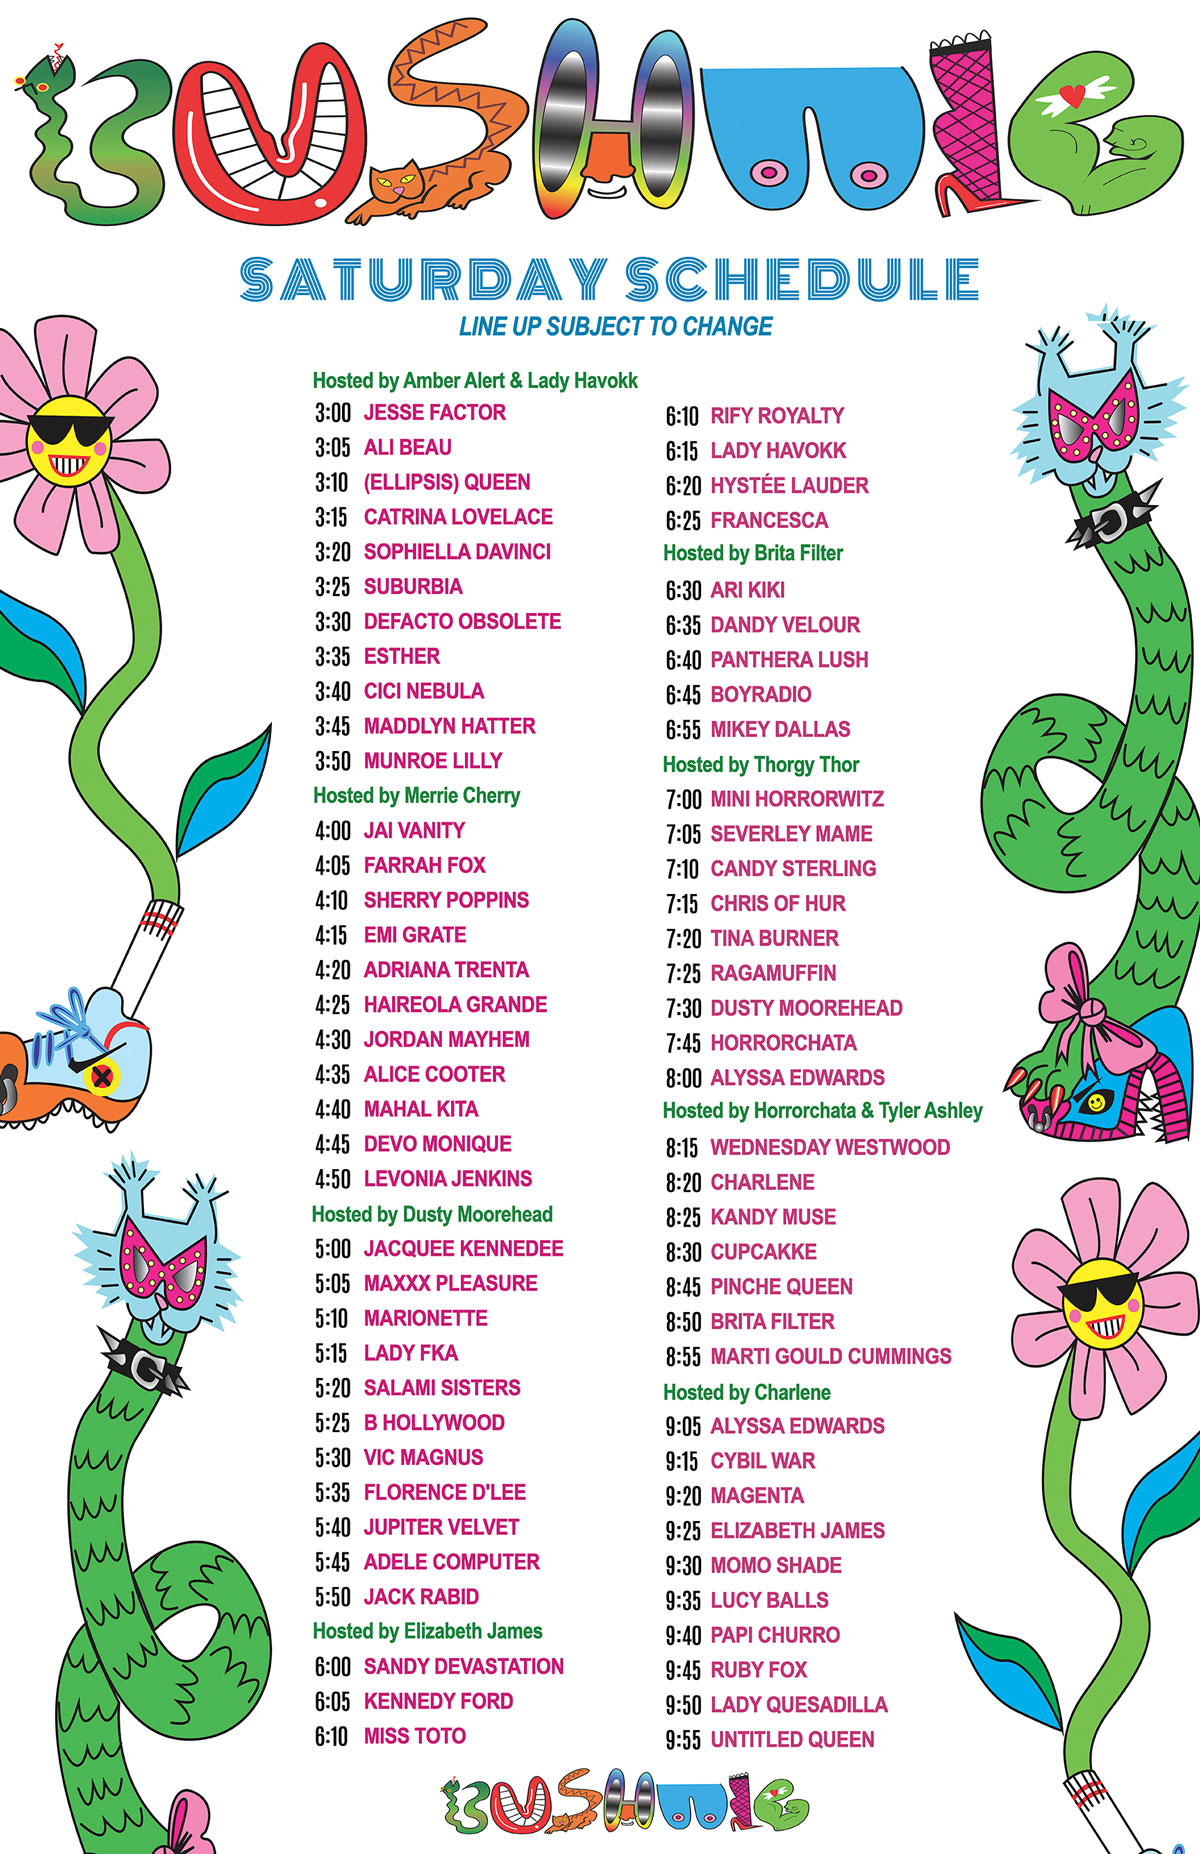 BUSHWIG
SATURDAY SCHEDULE
LINE UP SUBJECT TO CHANGE
Hosted by Amber Alert & Lady Havokk
3:00 JESSE FACTOR
3:05 ALI BEAU
3:10 (ELLIPSIS) QUEEN
3:15 CATRINA LOVELACE
3:20 SOPHIELLA DAVINCI
3:25 SUBURBIA
3:30 DEFACTO OBSOLETE
3:35 ESTHER
3:40 CICI NEBULA
3:45 MADDLYN HATTER
3:50 MUNROE LILLY
Hosted by Merrie Cherry
4:00 JAI VANITY
4:05 FARRAH FOX
4:10 SHERRY POPPINS
4:15 EMI GRATE
4:20 ADRIANA TRENTA
4:25 HAIREOLA GRANDE
4:30 JORDAN MAYHEM
4:35 ALICE COOTER
4:40 MAHAL KITA
4:45 DEVO MONIQUE
4:50 LEVONIA JENKINS
Hosted by Dusty Moorehead
5:00 JACQUEE KENNEDEE
5:05 MAXXX PLEASURE
5:10 MARIONETTE
5:15 LADY FKA
5:20 SALAMI SISTERS
5:25 B HOLLYWOOD
5:30 VIC MAGNUS
5:35 FLORENCE D'LEE
5:40 JUPITER VELVET
5:45 ADELE COMPUTER
5:50 JACK RABID
Hosted by Elizabeth James
6:00 SANDY DEVASTATION
6:05 KENNEDY FORD
6:10 MISS TOTO
6:10 RIFY ROYALTY
6:15 LADY HAVOKK
6:20 HYSTÉE LAUDER
6:25 FRANCESCA
Hosted by Brita Filter
6:30 ARI KIKI
6:35 DANDY VELOUR
6:40 PANTHERA LUSH
6:45 BOYRADIO
6:55 MIKEY DALLAS
Hosted by Thorgy Thor
7:00 MINI HORRORWITZ
7:05 SEVERLEY MAME
7:10 CANDY STERLING
7:15 CHRIS OF HUR
7:20 TINA BURNER
7:25 RAGAMUFFIN
7:30 DUSTY MOOREHEAD
7:45 HORRORCHATA
8:00 ALYSSA EDWARDS
Hosted by Horrorchata & Tyler Ashley
8:15 WEDNESDAY WESTWOOD
8:20 CHARLENE
8:25 KANDY MUSE
8:30 CUPCAKKE
8:45 PINCHE QUEEN
8:50 BRITA FILTER
8:55 MARTI GOULD CUMMINGS
Hosted by Charlene
9:05 ALYSSA EDWARDS
9:15 CYBIL WAR
9:20 MAGENTA
9:25 ELIZABETH JAMES
9:30 MOMO SHADE
9:35 LUCY BALLS
9:40 PAPI CHURRO
9:45 RUBY FOX
9:50 LADY QUESADILLA
9:55 UNTITLED QUEEN
BUSHWIG